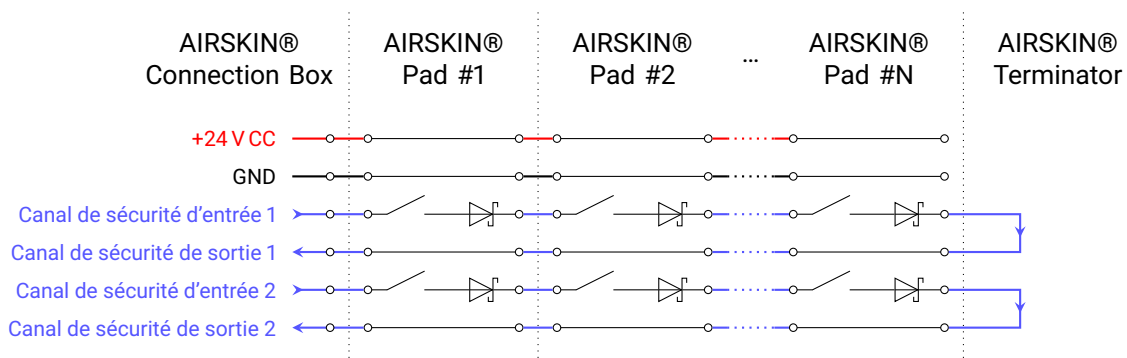 AIRSKIN®
Connection Box
AIRSKIN®
Pad #1
AIRSKIN®
Pad #2
...
AIRSKIN®
Pad #N
AIRSKIN®
Terminator
+24 V CC
GND
Canal de sécurité d’entrée 1
Canal de sécurité de sortie 1
Canal de sécurité d’entrée 2
Canal de sécurité de sortie 2